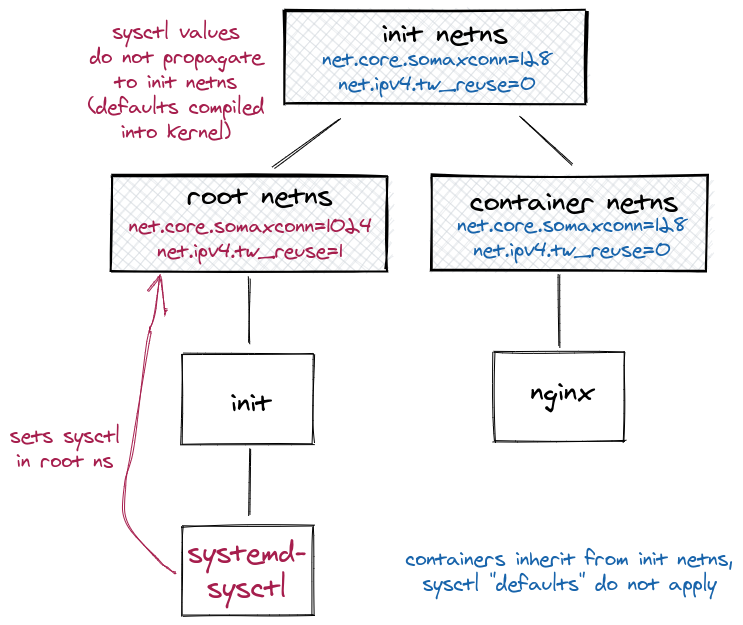 sysctl values
do not propagate
to init netns
(defaults compiled
into kernel)
init netns
net.core.somaxconn=128
net.ipv4.tw_reuse=0
root netns
net.core.somaxconn=1024
net.ipv4.tw_reuse=1
container netns
net.core.somaxconn=128
net.ipv4.tw_reuse=0
init
nginx
sets sysctl
in root ns
systemd-
sysctl
containers inherit from init netns,
sysctl "defaults" do not apply